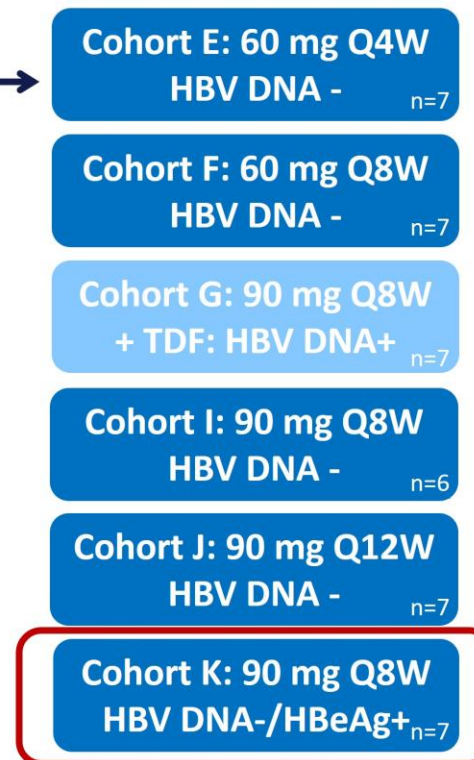 Cohort E: 60 mg Q4W
HBV DNA -
n=7
Cohort F: 60 mg Q8W
HBV DNA -
n=7
Cohort G: 90 mg Q8W
+ TDF: HBV DNA+
n=7
Cohort I: 90 mg Q8W
HBV DNA -
n=6
Cohort J: 90 mg Q12W
HBV DNA -
n=7
Cohort K: 90 mg Q8W
HBV DNA-/HBeAg+
n=7